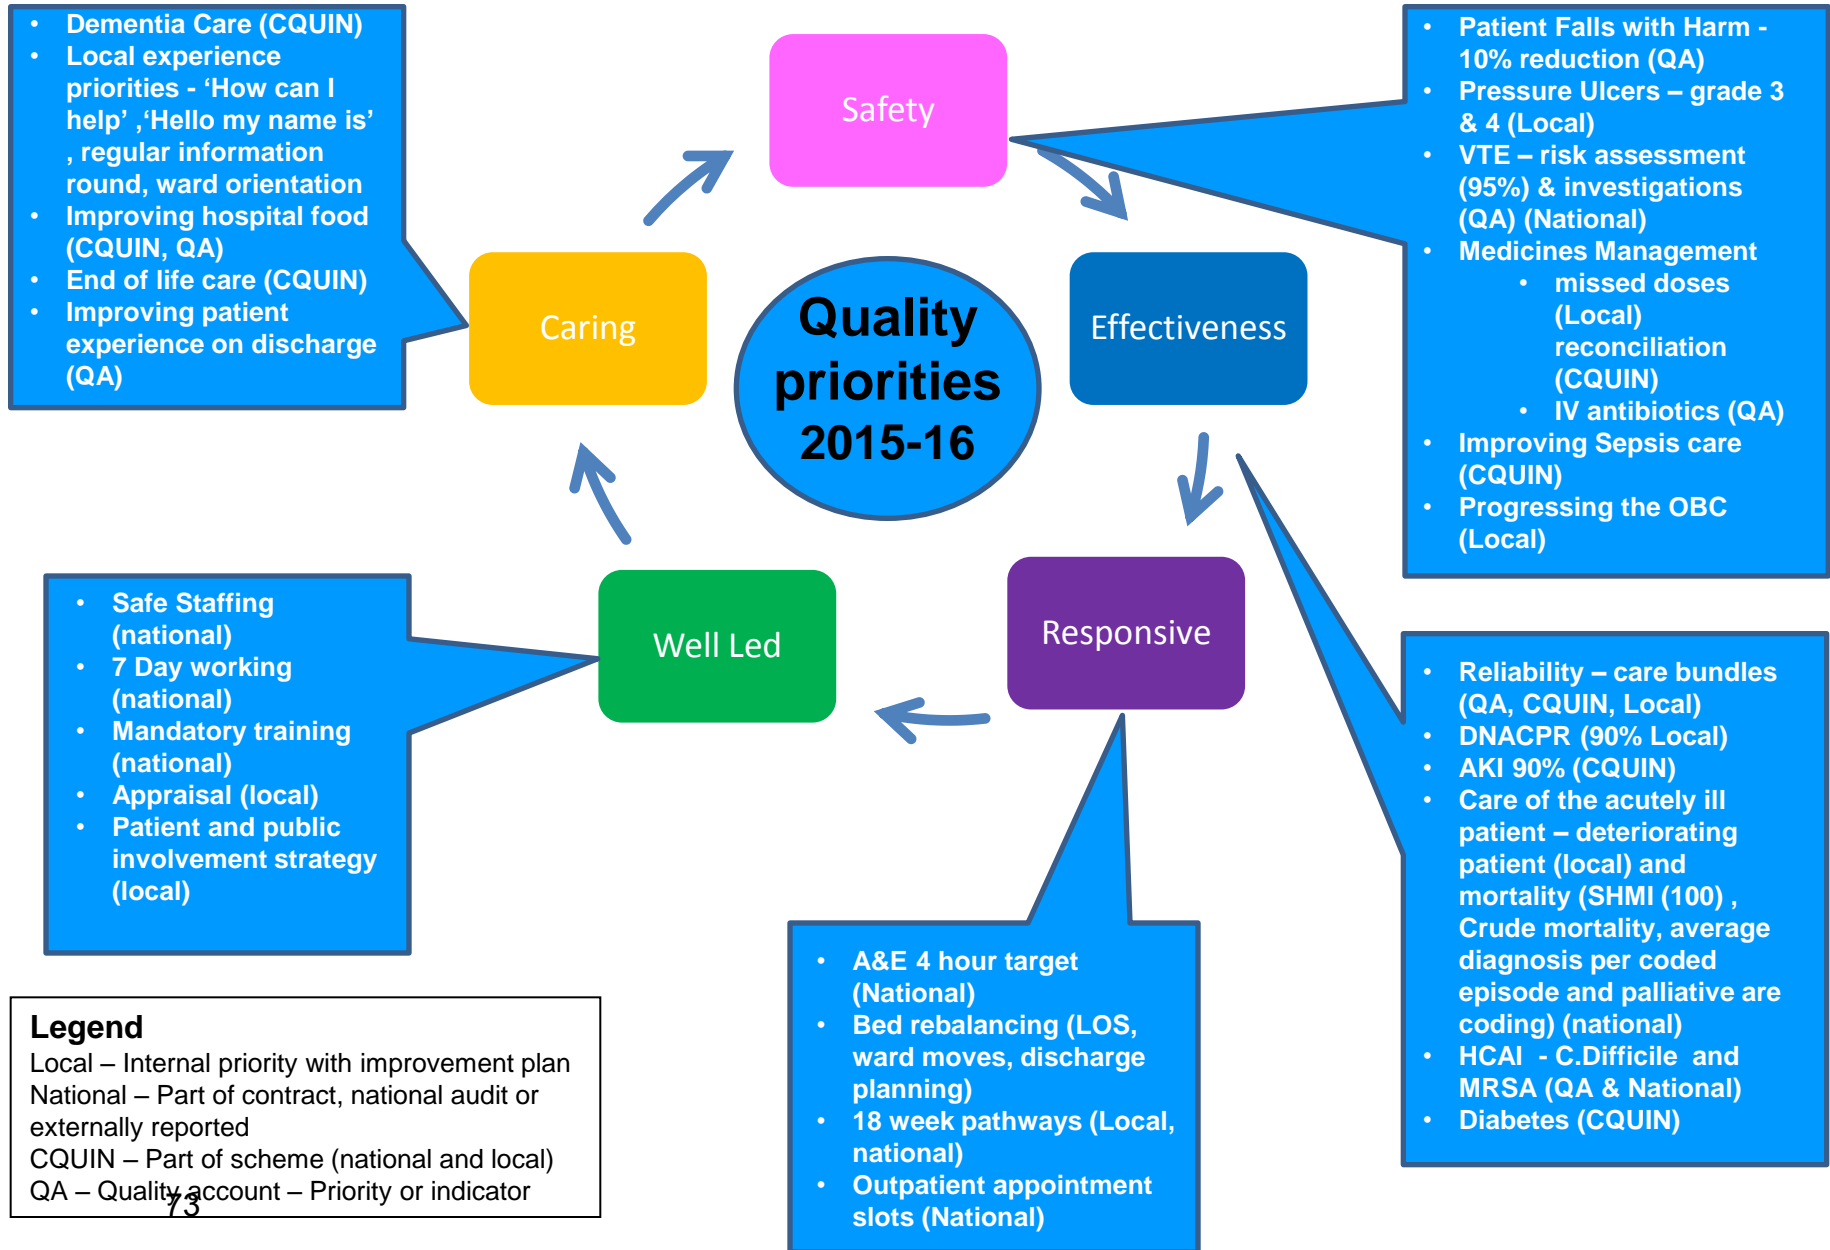 • Dementia Care (CQUIN)
• Local experience
priorities - ‘How can I
help’ ,‘Hello my name is’
, regular information
round, ward orientation
• Improving hospital food
(CQUIN, QA)
• End of life care (CQUIN)
• Improving patient
experience on discharge
(QA)
Safety
• Patient Falls with Harm -
10% reduction (QA)
• Pressure Ulcers – grade 3
& 4 (Local)
• VTE – risk assessment
(95%) & investigations
(QA) (National)
• Medicines Management
• missed doses
(Local)
reconciliation
(CQUIN)
• IV antibiotics (QA)
• Improving Sepsis care
(CQUIN)
• Progressing the OBC
(Local)
Caring
Quality
priorities
2015-16
Effectiveness
• Safe Staffing
(national)
• 7 Day working
(national)
• Mandatory training
(national)
• Appraisal (local)
• Patient and public
involvement strategy
(local)
Well Led
Responsive
• Reliability – care bundles
(QA, CQUIN, Local)
• DNACPR (90% Local)
• AKI 90% (CQUIN)
• Care of the acutely ill
patient – deteriorating
patient (local) and
mortality (SHMI (100) ,
Crude mortality, average
diagnosis per coded
episode and palliative are
coding) (national)
• HCAI - C.Difficile and
MRSA (QA & National)
• Diabetes (CQUIN)
• A&E 4 hour target
(National)
• Bed rebalancing (LOS,
ward moves, discharge
planning)
• 18 week pathways (Local,
national)
• Outpatient appointment
slots (National)
Legend
Local – Internal priority with improvement plan
National – Part of contract, national audit or
externally reported
CQUIN – Part of scheme (national and local)
QA – Quality account – Priority or indicator
73